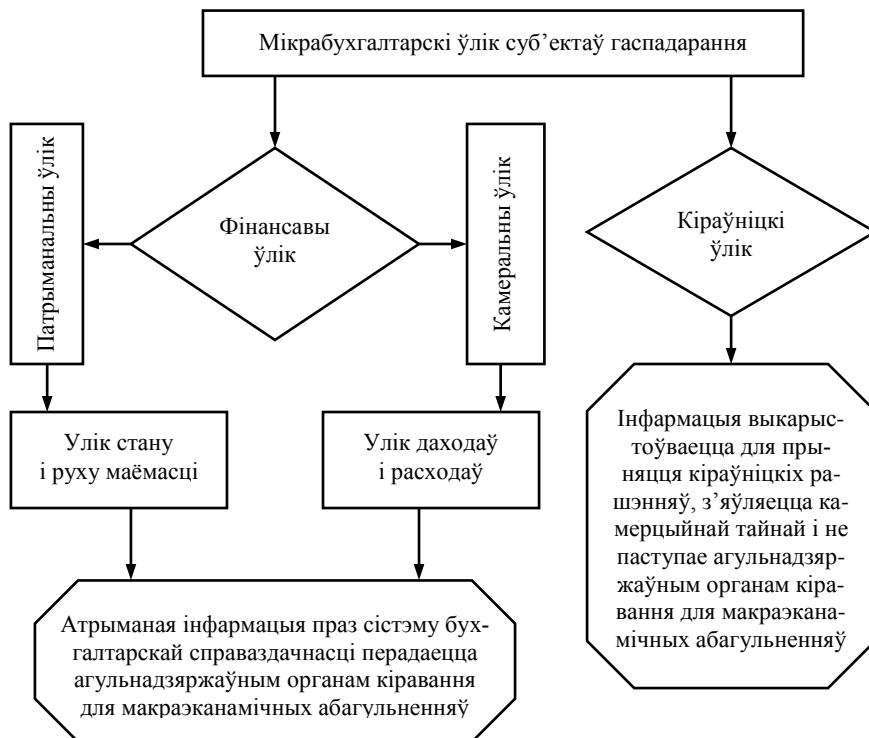 Мікрабухгалтарскі ўлік суб’ектаў гаспадарання
Патрыманальны ўлік
Фінансавы
ўлік
Камеральны ўлік
Кіраўніцкі
ўлік
Улік стану
і руху маёмасці
Улік даходаў
і расходаў
Інфармацыя выкарыс-
тоўваецца для пры-
няцця кіраўніцкіх ра-
шэнняў, з’яўляецца ка-
мерцыйнай тайнай і не
паступае агульнадзяр-
жаўным органам кіра-
вання для макраэкана-
мічных абагульненняў
Атрыманая інфармацыя праз сістэму бух-
галтарскай справаздачнасці перадаецца
агульнадзяржаўным органам кіравання
для макраэканамічных абагульненняў